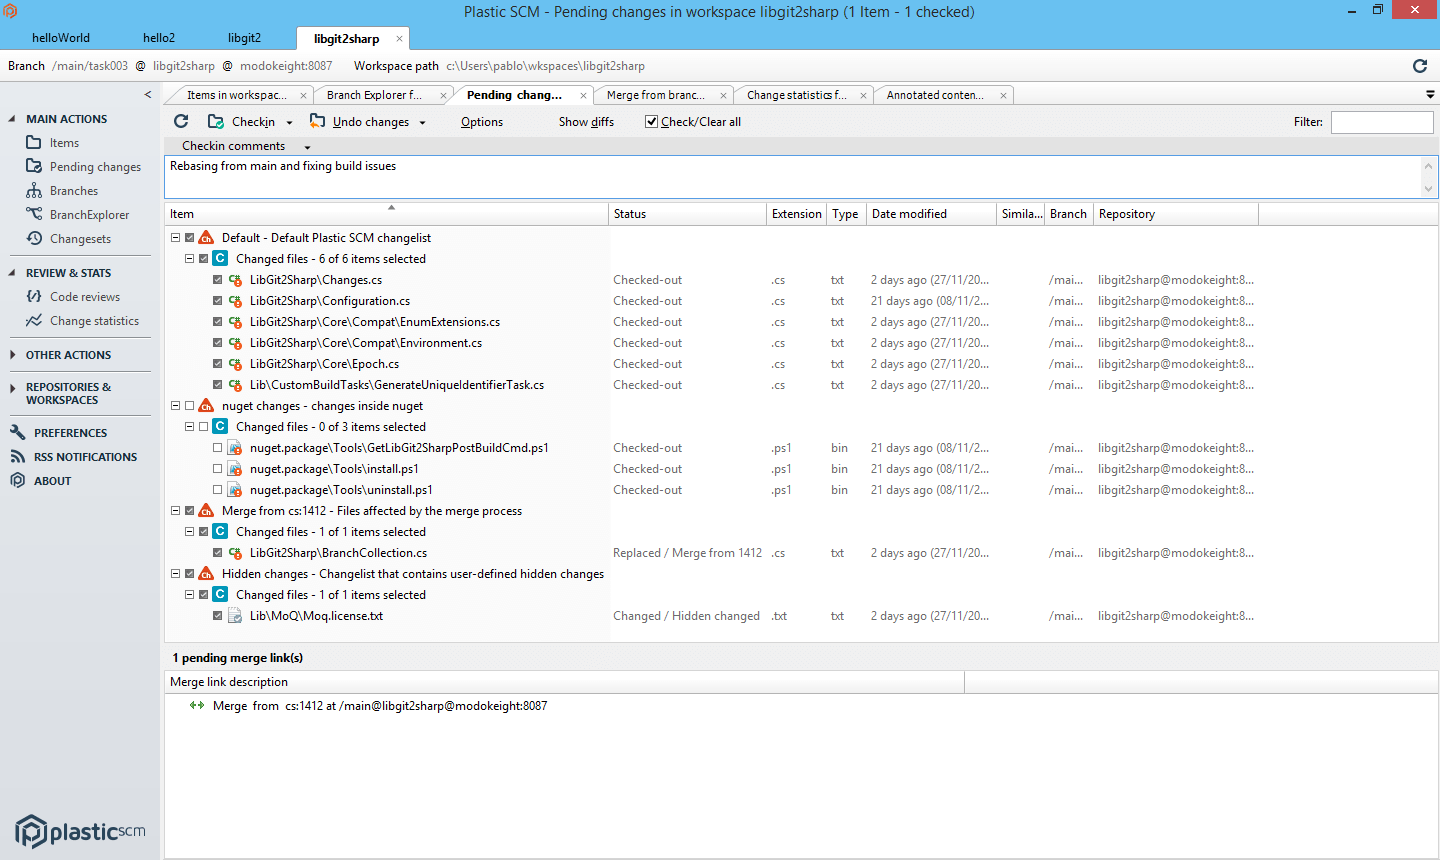 Plastic SCM - Pending changes in workspace libgit2sharp (1 Item - 1 checked)
helloWorld hello2 libgit2 libgit2sharp
Branch /main/task003 @ libgit2sharp @ modokeight:8087 Workspace path c:\Users\pablo\wkspaces\libgit2sharp
MAIN ACTIONS
Items
Pending changes
Branches
BranchExplorer
Changesets
REVIEW & STATS
Code reviews
Change statistics
OTHER ACTIONS
REPOSITORIES &
WORKSPACES
PREFERENCES
RSS NOTIFICATIONS
ABOUT
plastic scm
Items in workspac... Branch Explorer f... Pending chang... Merge from branc... Change statistics f... Annotated conten...
Checkin Undo changes Options Show diffs Check/Clear all Filter:
Checkin comments
Rebasing from main and fixing build issues
Item Status Extension Type Date modified Simila... Branch Repository
Default - Default Plastic SCM changelist
C Changed files - 6 of 6 items selected
LibGit2Sharp\Changes.cs Checked-out .cs txt 2 days ago (27/11/20... /mai... libgit2sharp@modokeight:8...
LibGit2Sharp\Configuration.cs Checked-out .cs txt 21 days ago (08/11/2... /mai... libgit2sharp@modokeight:8...
LibGit2Sharp\Core\Compat\EnumExtensions.cs Checked-out .cs txt 2 days ago (27/11/20... /mai... libgit2sharp@modokeight:8...
LibGit2Sharp\Core\Compat\Environment.cs Checked-out .cs txt 2 days ago (27/11/20... /mai... libgit2sharp@modokeight:8...
LibGit2Sharp\Core\Epoch.cs Checked-out .cs txt 2 days ago (27/11/20... /mai... libgit2sharp@modokeight:8...
Lib\CustomBuildTasks\GenerateUniqueIdentifierTask.cs Checked-out .cs txt 2 days ago (27/11/20... /mai... libgit2sharp@modokeight:8...
Ch nuget changes - changes inside nuget
C Changed files - 0 of 3 items selected
nuget.package\Tools\GetLibGit2SharpPostBuildCmd.ps1 Checked-out .ps1 bin 21 days ago (08/11/2... /mai... libgit2sharp@modokeight:8...
nuget.package\Tools\install.ps1 Checked-out .ps1 bin 21 days ago (08/11/2... /mai... libgit2sharp@modokeight:8...
nuget.package\Tools\uninstall.ps1 Checked-out .ps1 bin 21 days ago (08/11/2... /mai... libgit2sharp@modokeight:8...
Ch Merge from cs:1412 - Files affected by the merge process
C Changed files - 1 of 1 items selected
LibGit2Sharp\BranchCollection.cs Replaced / Merge from 1412 .cs txt 2 days ago (27/11/20... /mai... libgit2sharp@modokeight:8...
Ch Hidden changes - Changelist that contains user-defined hidden changes
C Changed files - 1 of 1 items selected
Lib\MoQ\Moq.license.txt Changed / Hidden changed .txt txt 2 days ago (27/11/20... /mai... libgit2sharp@modokeight:8...
1 pending merge link(s)
Merge link description
Merge from cs:1412 at /main@libgit2sharp@modokeight:8087